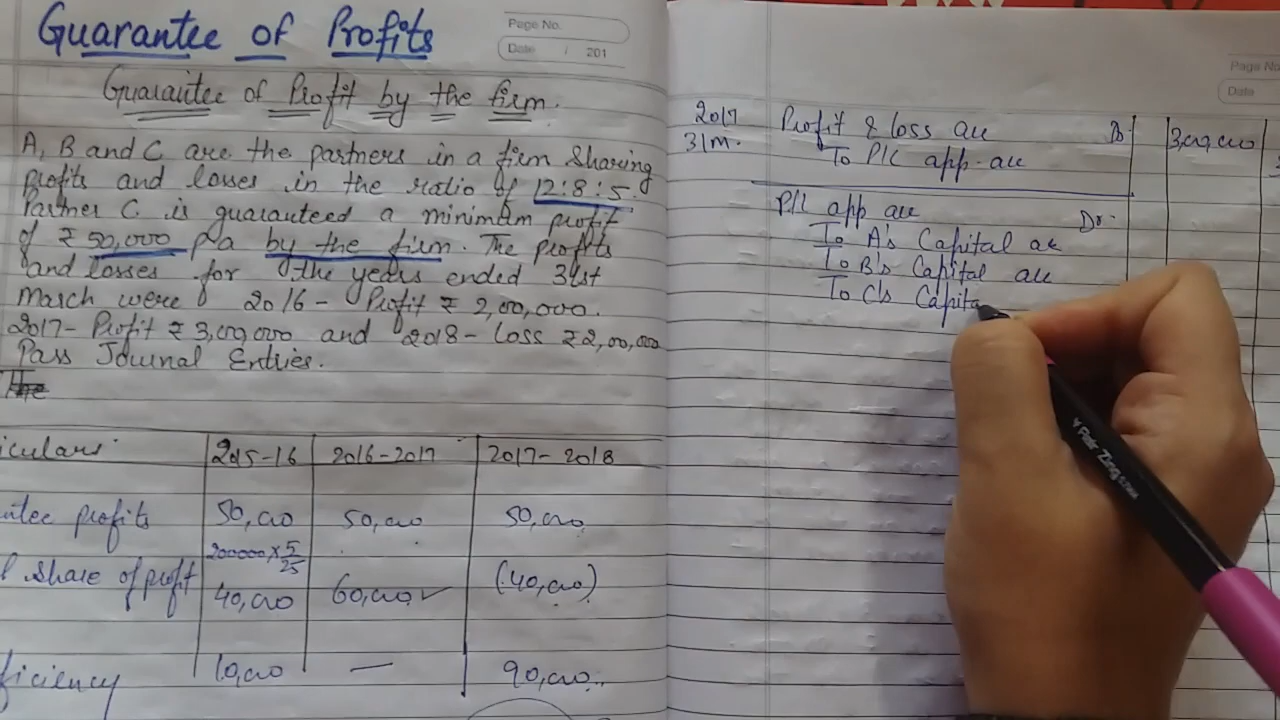 Guarantee of Profits
Page No.
Date / 201
Guarantee of Profit by the firm.
A, B and C are the partners in a firm sharing
profits and losses in the ratio of 12:8:5.
Partner C is guaranteed a minimum profit
of ₹ 50,000 p.a by the firm. The profits
and losses for the years ended 31st
March were 2016 - Profit ₹ 2,00,000.
2017 - Profit ₹ 3,00,000 and 2018 - Loss ₹ 2,00,000
Pass Journal Entries.
The
iculars 2015-16 2016-2017 2017-2018
ntee profits 50,000 50,000 50,000
200000 x 5/25
l share of profit 40,000 60,000 (40,000)
ficiency 10,000 — 90,000
Page No
Date
2017 Profit & loss a/c Dr 3,00,000
31 M. To P/L app. a/c
P/L app a/c Dr.
To A's Capital a/c
To B's Capital a/c
To C's Capita
Pa Zing